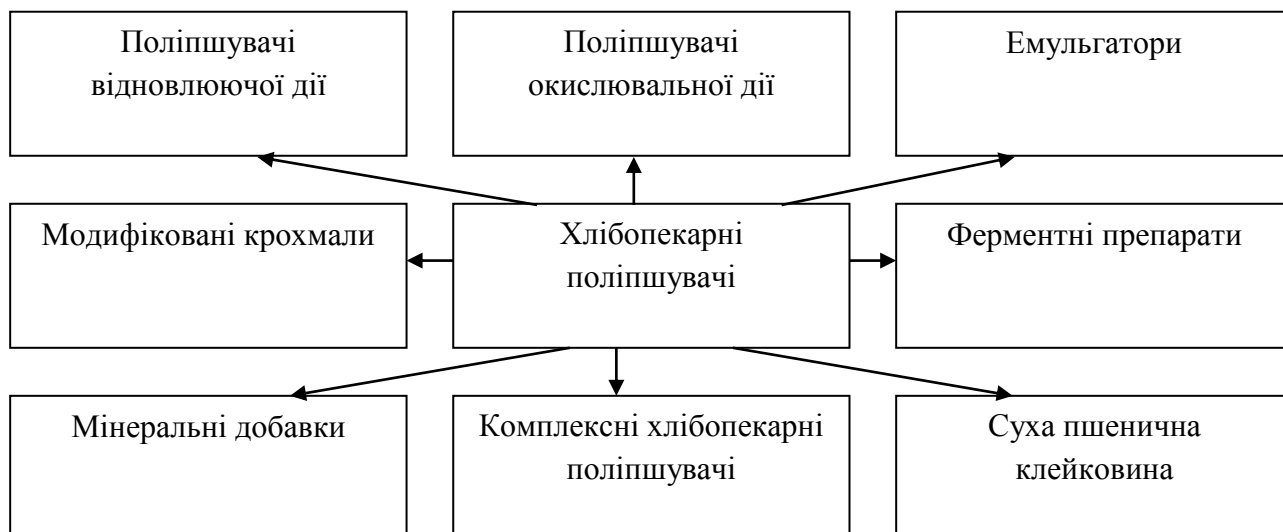 Поліпшувачі
відновлюючої дії
Поліпшувачі
окислювальної дії
Емульгатори
Модифіковані крохмали
Хлібопекарні
поліпшувачі
Ферментні препарати
Мінеральні добавки
Комплексні хлібопекарні
поліпшувачі
Суха пшенична
клейковина